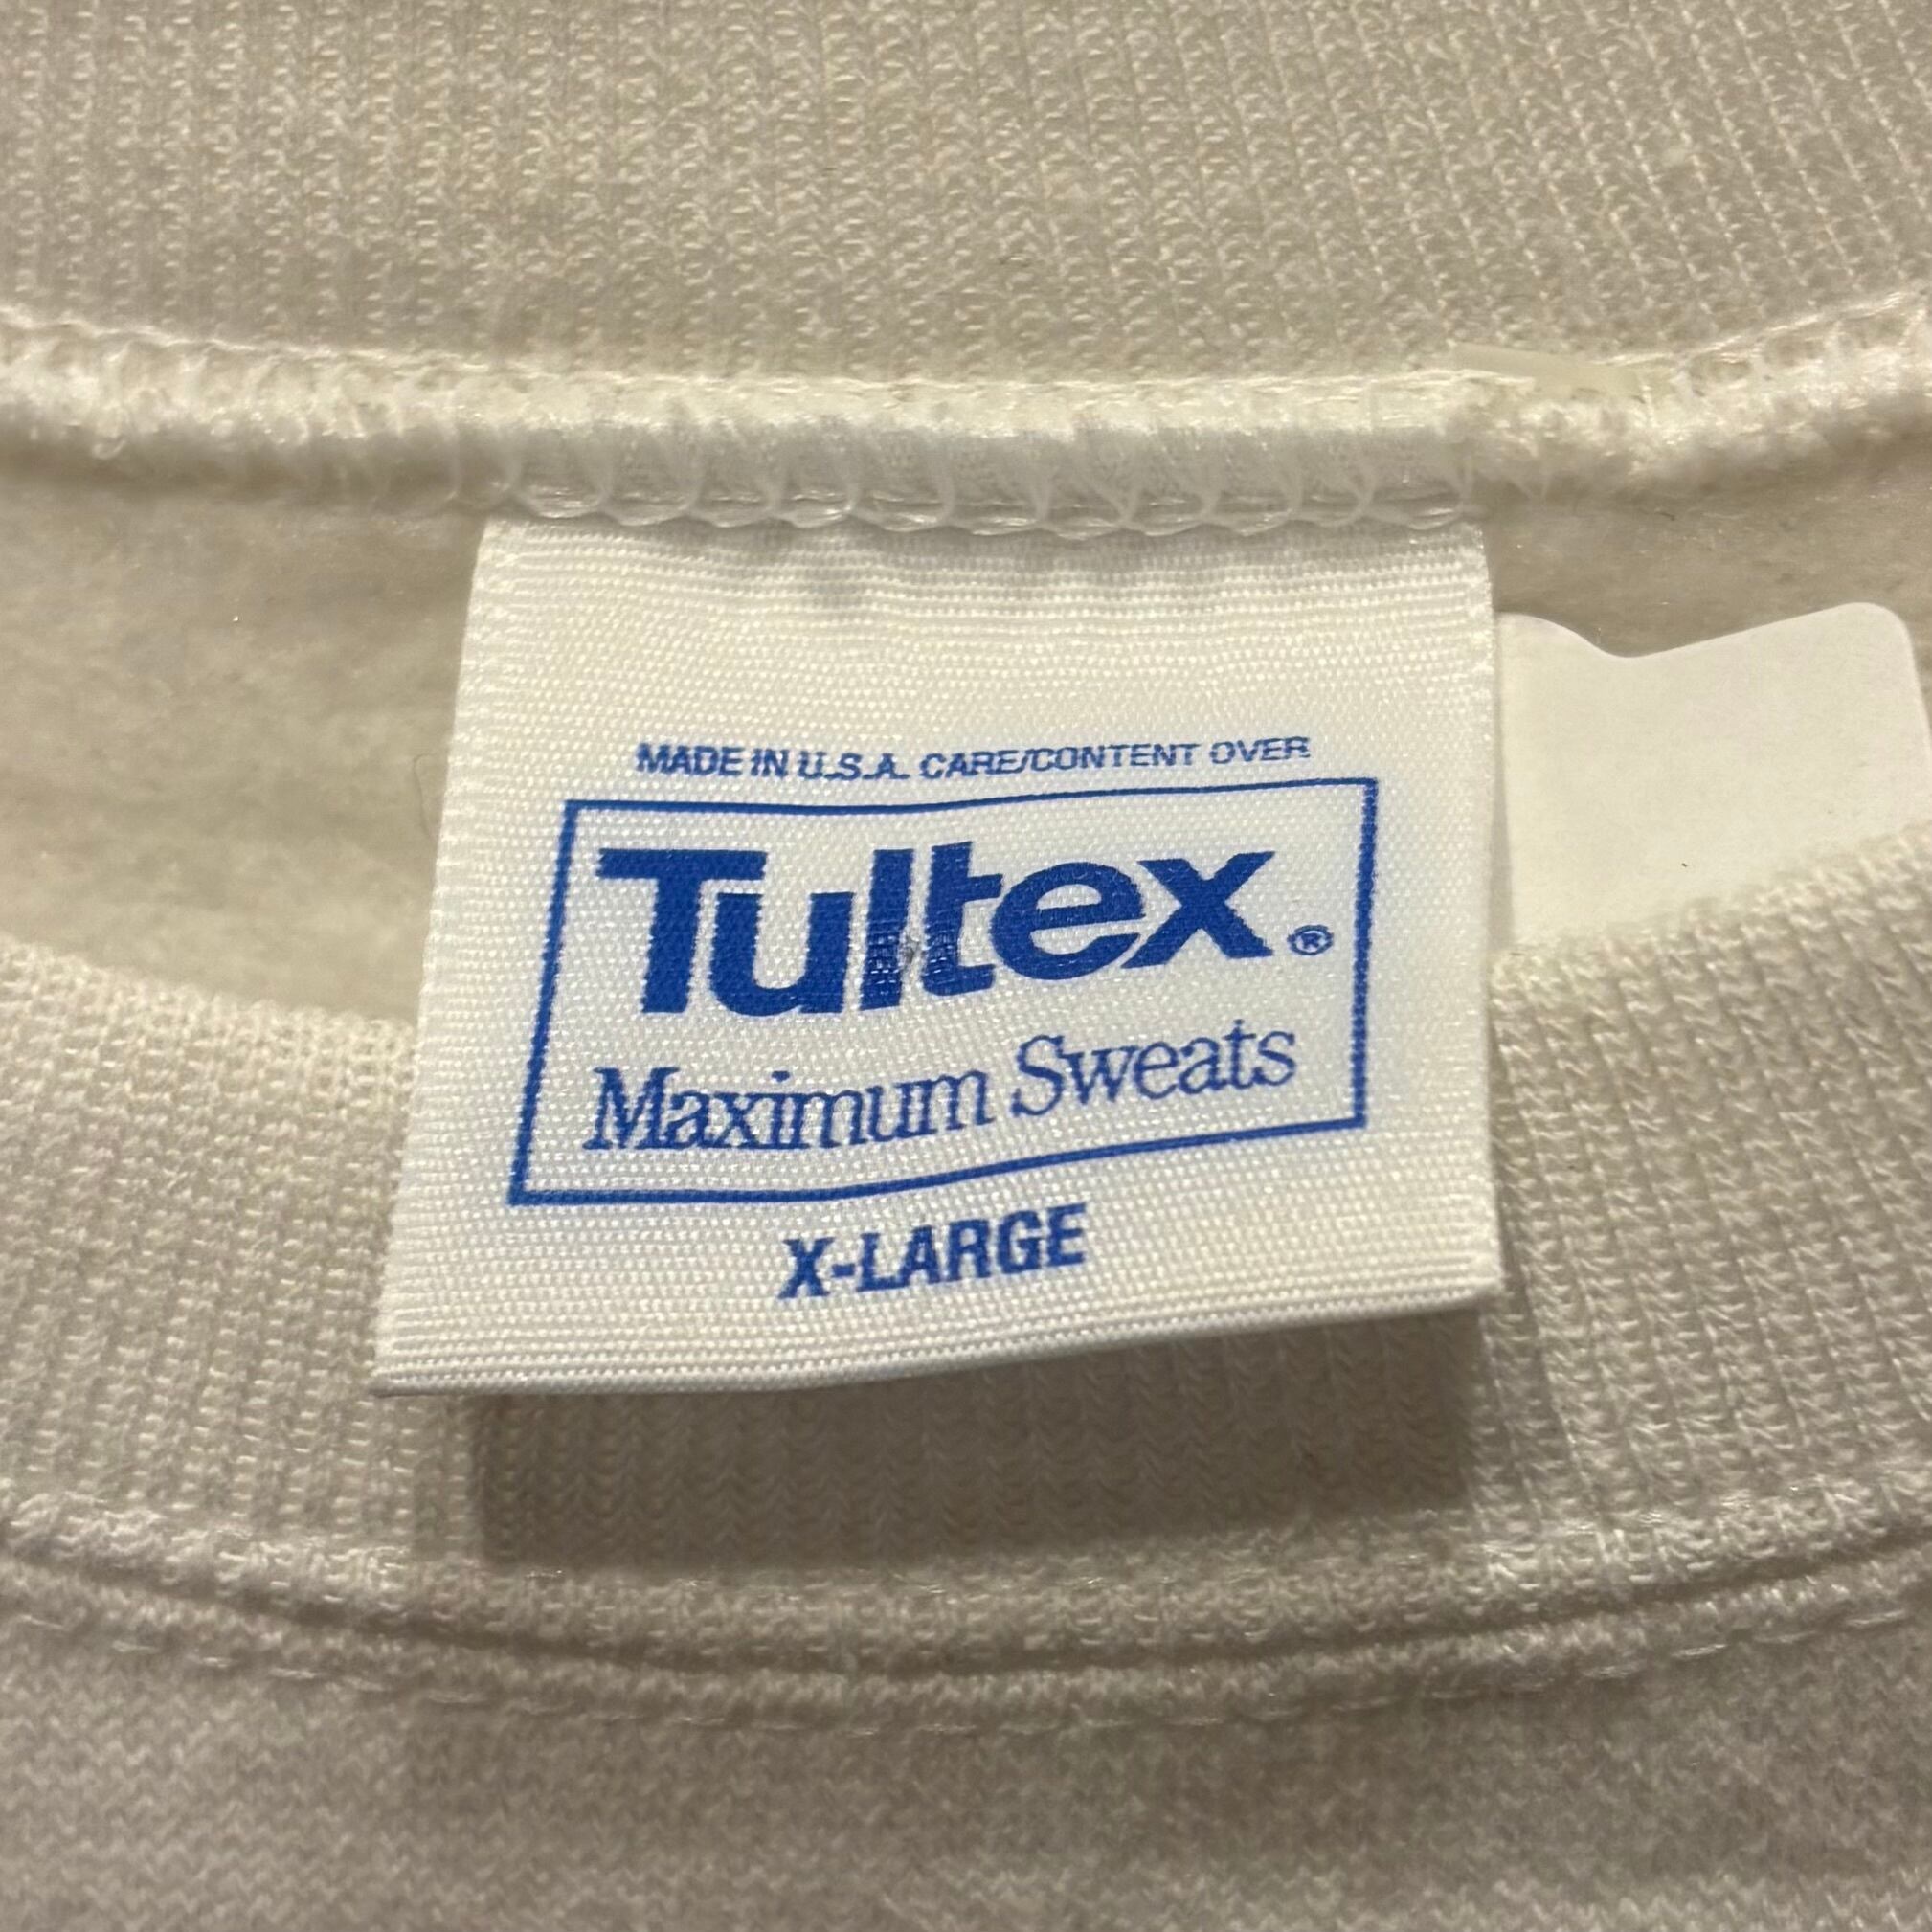 MADE IN U.S.A. CARE/CONTENT OVER
Tultex®
Maximum Sweats
X-LARGE